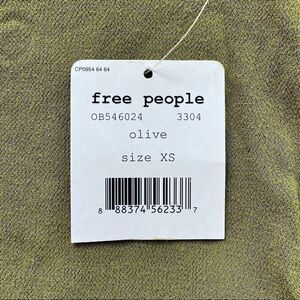 CP0954 64 64
free people
OB546024 3304
olive
size XS
8 88374 56233 7